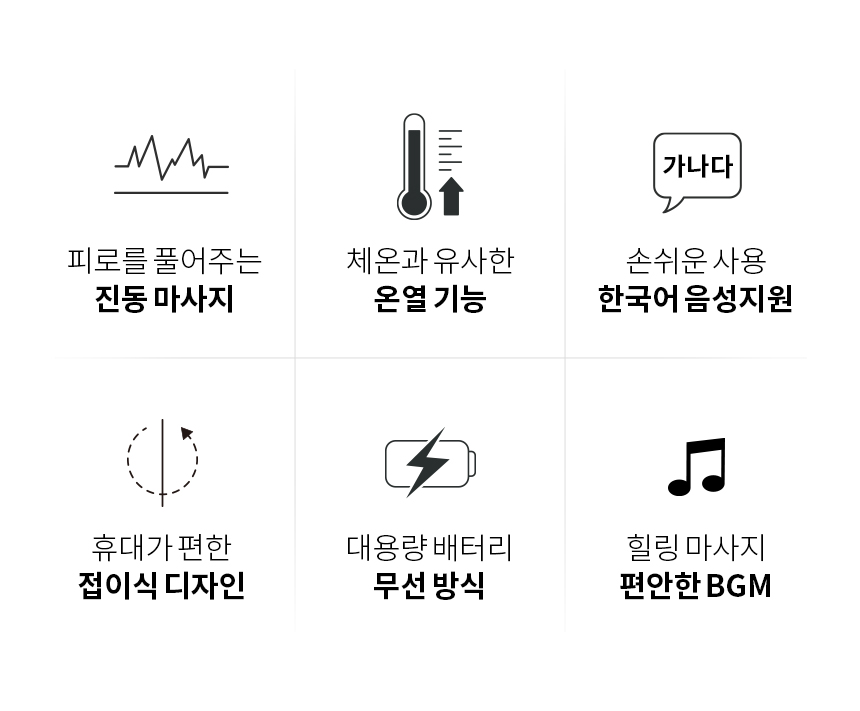 피로를 풀어주는
진동 마사지
체온과 유사한
온열 기능
가나다
손쉬운 사용
한국어 음성지원
휴대가 편한
접이식 디자인
대용량 배터리
무선 방식
힐링 마사지
편안한 BGM